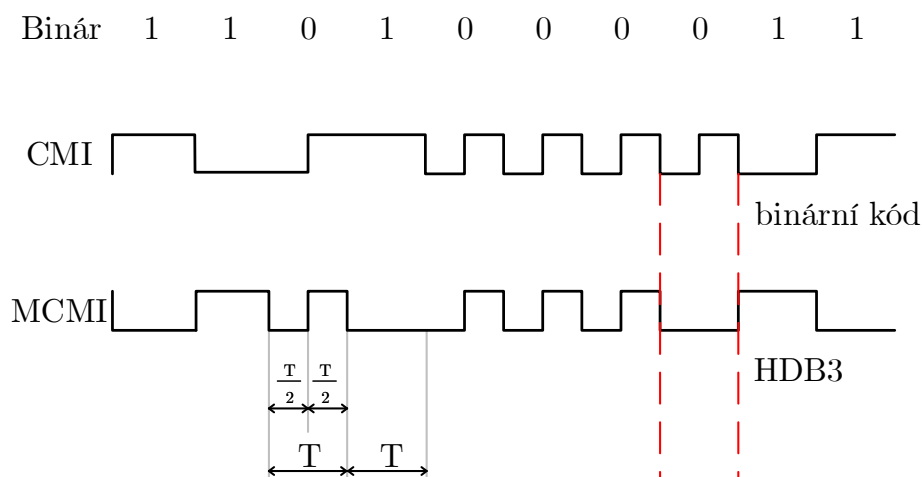 Binár 1 1 0 1 0 0 0 0 1 1
CMI
binární kód
MCMI
HDB3
T/2 T/2
T T